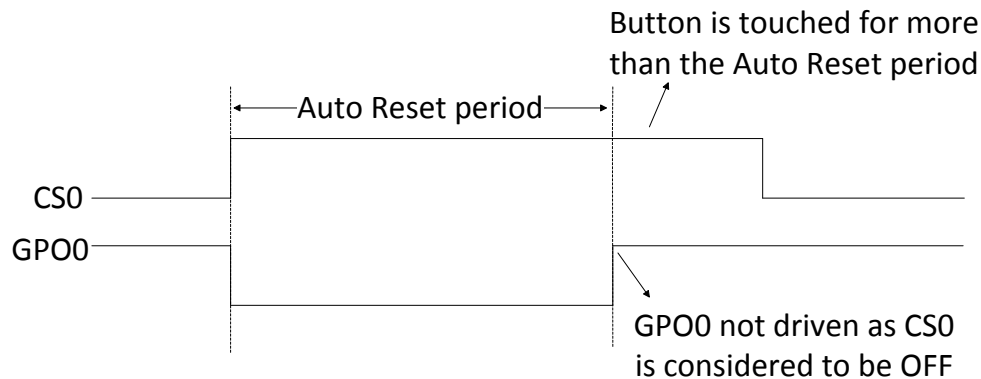 Button is touched for more
than the Auto Reset period
Auto Reset period
CS0
GPO0
GPO0 not driven as CS0
is considered to be OFF